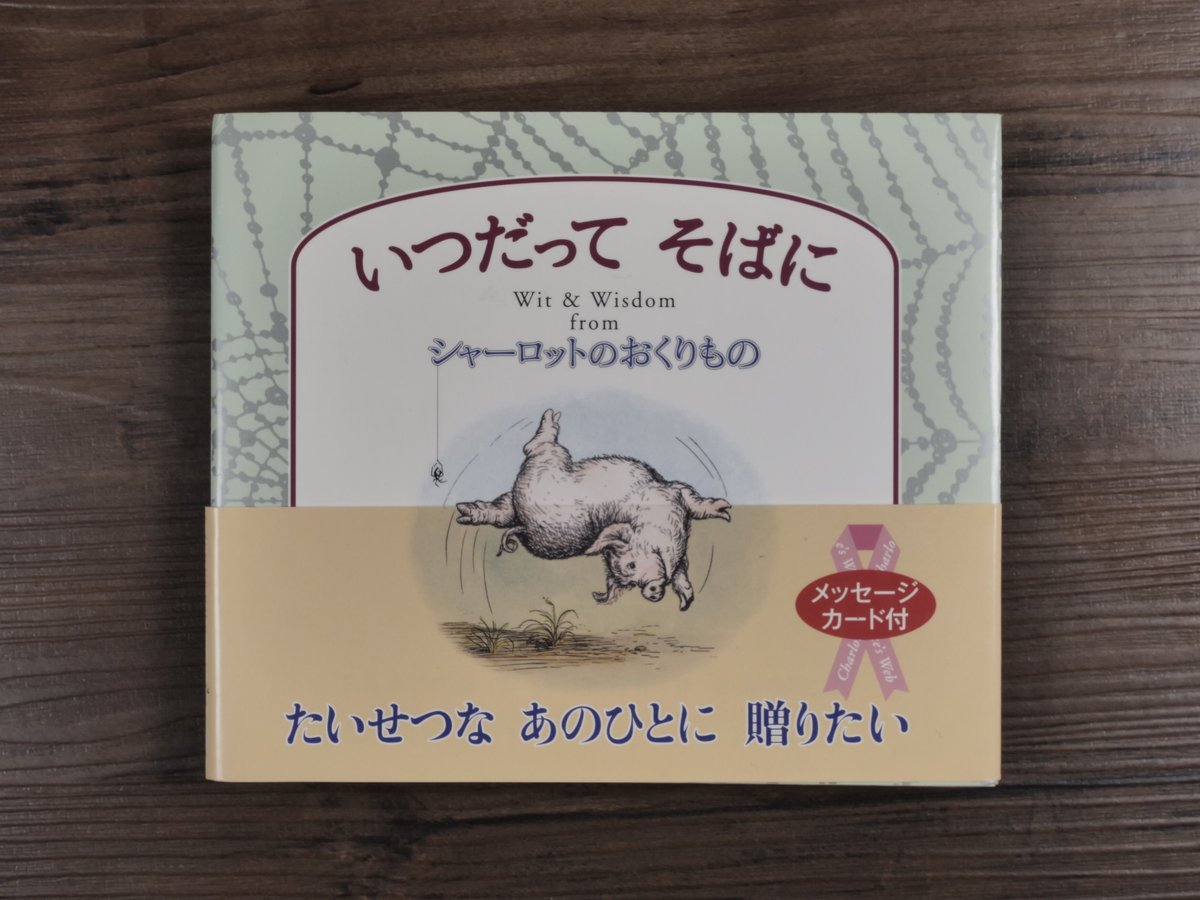 いつだって そばに
Wit & Wisdom
from
シャーロットのおくりもの
メッセージ
カード付
たいせつな あのひとに 贈りたい